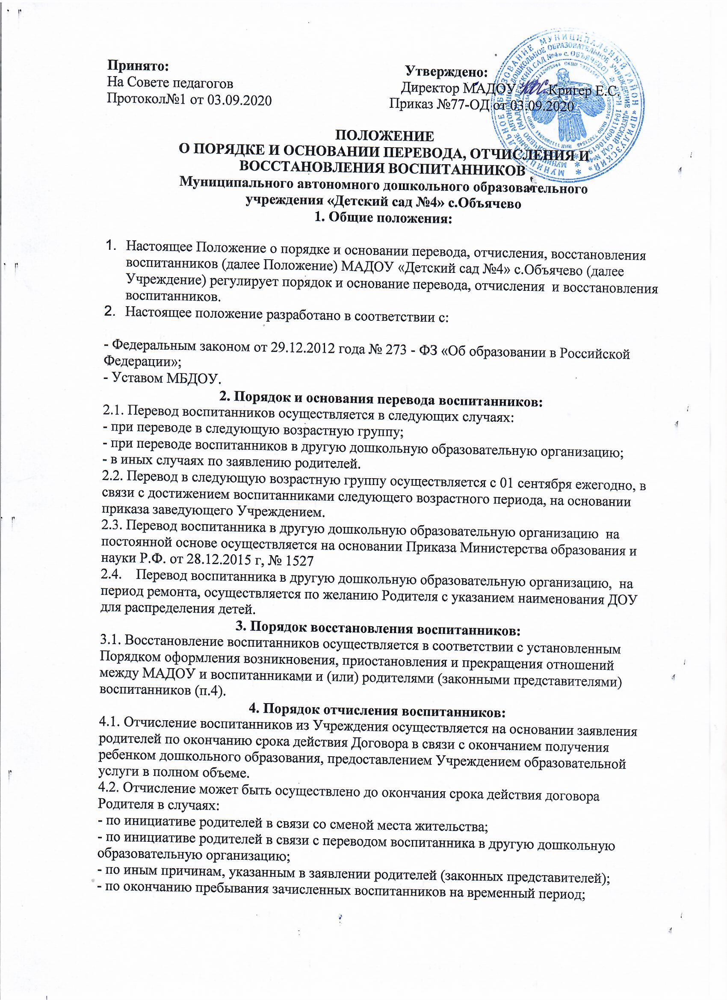 Принято:
На Совете педагогов
Протокол№1 от 03.09.2020
Утверждено:
Директор МАДОУ Кригер Е.С.
Приказ №77-ОД от 03.09.2020
ПОЛОЖЕНИЕ
О ПОРЯДКЕ И ОСНОВАНИИ ПЕРЕВОДА, ОТЧИСЛЕНИЯ И
ВОССТАНОВЛЕНИЯ ВОСПИТАННИКОВ
Муниципального автономного дошкольного образовательного
учреждения «Детский сад №4» с.Объячево
1. Общие положения:
1. Настоящее Положение о порядке и основании перевода, отчисления, восстановления
воспитанников (далее Положение) МАДОУ «Детский сад №4» с.Объячево (далее
Учреждение) регулирует порядок и основание перевода, отчисления  и восстановления
воспитанников.
2. Настоящее положение разработано в соответствии с:
- Федеральным законом от 29.12.2012 года № 273 - ФЗ «Об образовании в Российской
Федерации»;
- Уставом МБДОУ.
2. Порядок и основания перевода воспитанников:
2.1. Перевод воспитанников осуществляется в следующих случаях:
- при переводе в следующую возрастную группу;
- при переводе воспитанников в другую дошкольную образовательную организацию;
- в иных случаях по заявлению родителей.
2.2. Перевод в следующую возрастную группу осуществляется с 01 сентября ежегодно, в
связи с достижением воспитанниками следующего возрастного периода, на основании
приказа заведующего Учреждением.
2.3. Перевод воспитанника в другую дошкольную образовательную организацию  на
постоянной основе осуществляется на основании Приказа Министерства образования и
науки Р.Ф. от 28.12.2015 г, № 1527
2.4.    Перевод воспитанника в другую дошкольную образовательную организацию,  на
период ремонта, осуществляется по желанию Родителя с указанием наименования ДОУ
для распределения детей.
3. Порядок восстановления воспитанников:
3.1. Восстановление воспитанников осуществляется в соответствии с установленным
Порядком оформления возникновения, приостановления и прекращения отношений
между МАДОУ и воспитанниками и (или) родителями (законными представителями)
воспитанников (п.4).
4. Порядок отчисления воспитанников:
4.1. Отчисление воспитанников из Учреждения осуществляется на основании заявления
родителей по окончанию срока действия Договора в связи с окончанием получения
ребенком дошкольного образования, предоставлением Учреждением образовательной
услуги в полном объеме.
4.2. Отчисление может быть осуществлено до окончания срока действия договора
Родителя в случаях:
- по инициативе родителей в связи со сменой места жительства;
- по инициативе родителей в связи с переводом воспитанника в другую дошкольную
образовательную организацию;
- по иным причинам, указанным в заявлении родителей (законных представителей);
- по окончанию пребывания зачисленных воспитанников на временный период;
МУНИЦИПАЛЬНОЕ ОБРАЗОВАНИЕ МУНИЦИПАЛЬНЫЙ РАЙОН «ПРИЛУЗСКИЙ»